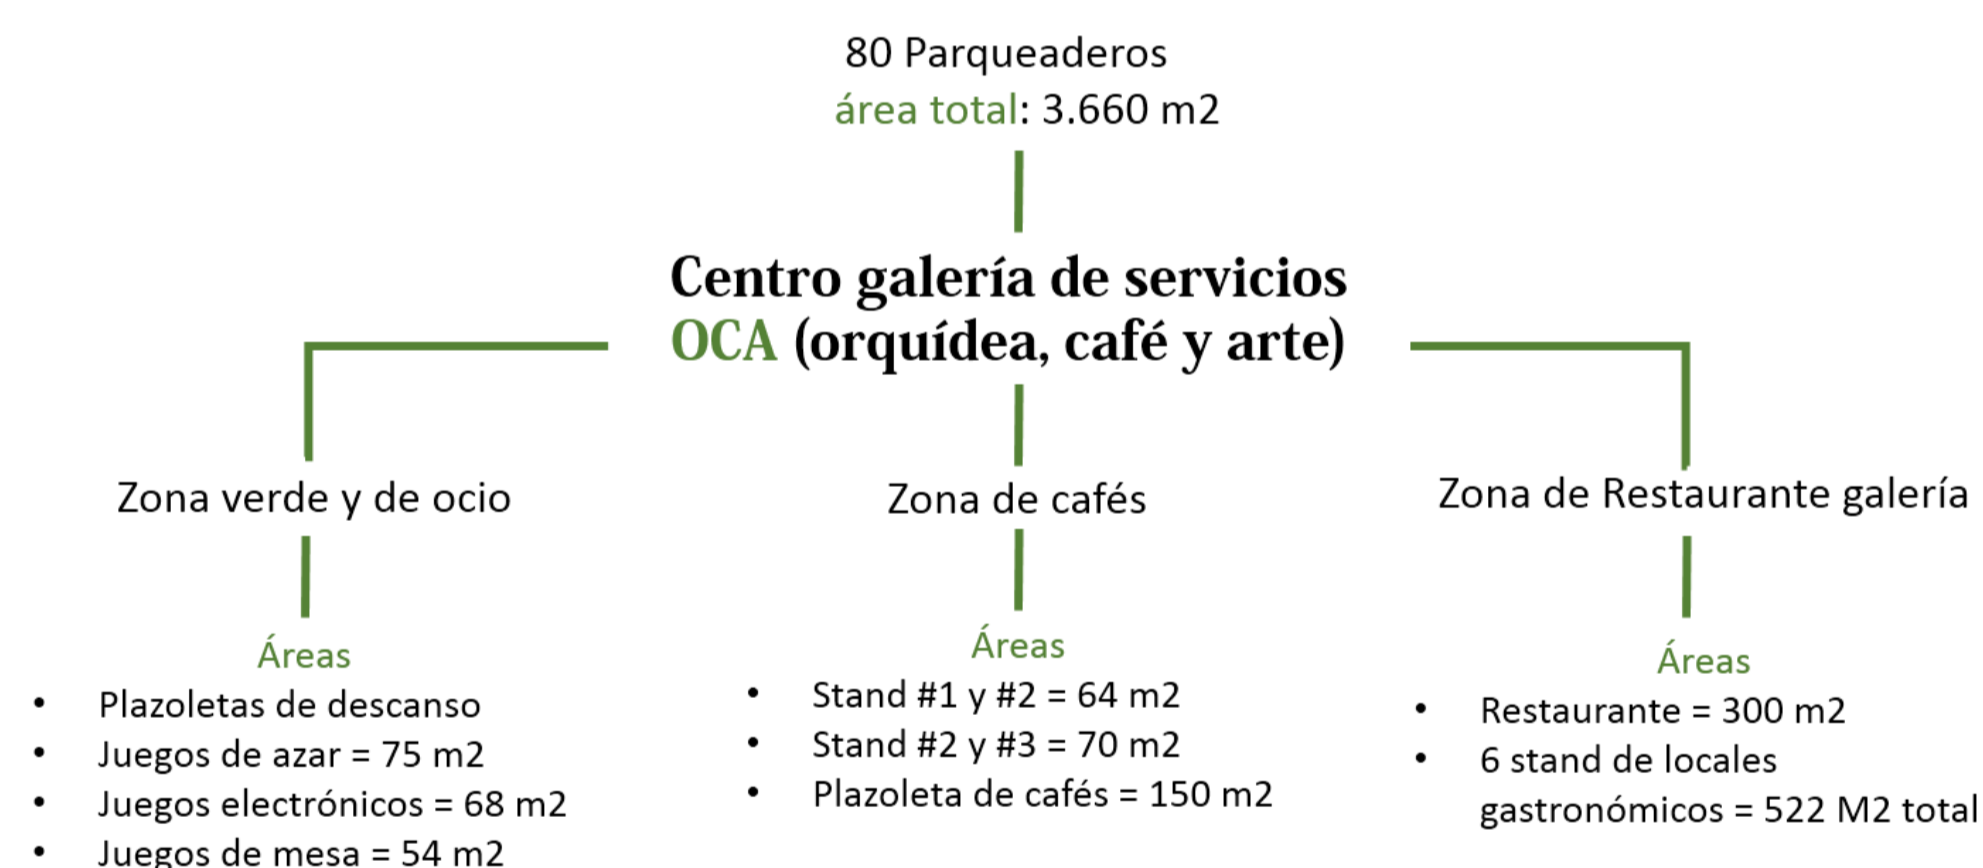 80 Parqueaderos
área total: 3.660 m2
Centro galería de servicios
OCA (orquídea, café y arte)
Zona verde y de ocio
Áreas
• Plazoletas de descanso
• Juegos de azar = 75 m2
• Juegos electrónicos = 68 m2
• Juegos de mesa = 54 m2
Zona de cafés
Áreas
• Stand #1 y #2 = 64 m2
• Stand #2 y #3 = 70 m2
• Plazoleta de cafés = 150 m2
Zona de Restaurante galería
Áreas
• Restaurante = 300 m2
• 6 stand de locales
gastronómicos = 522 M2 total